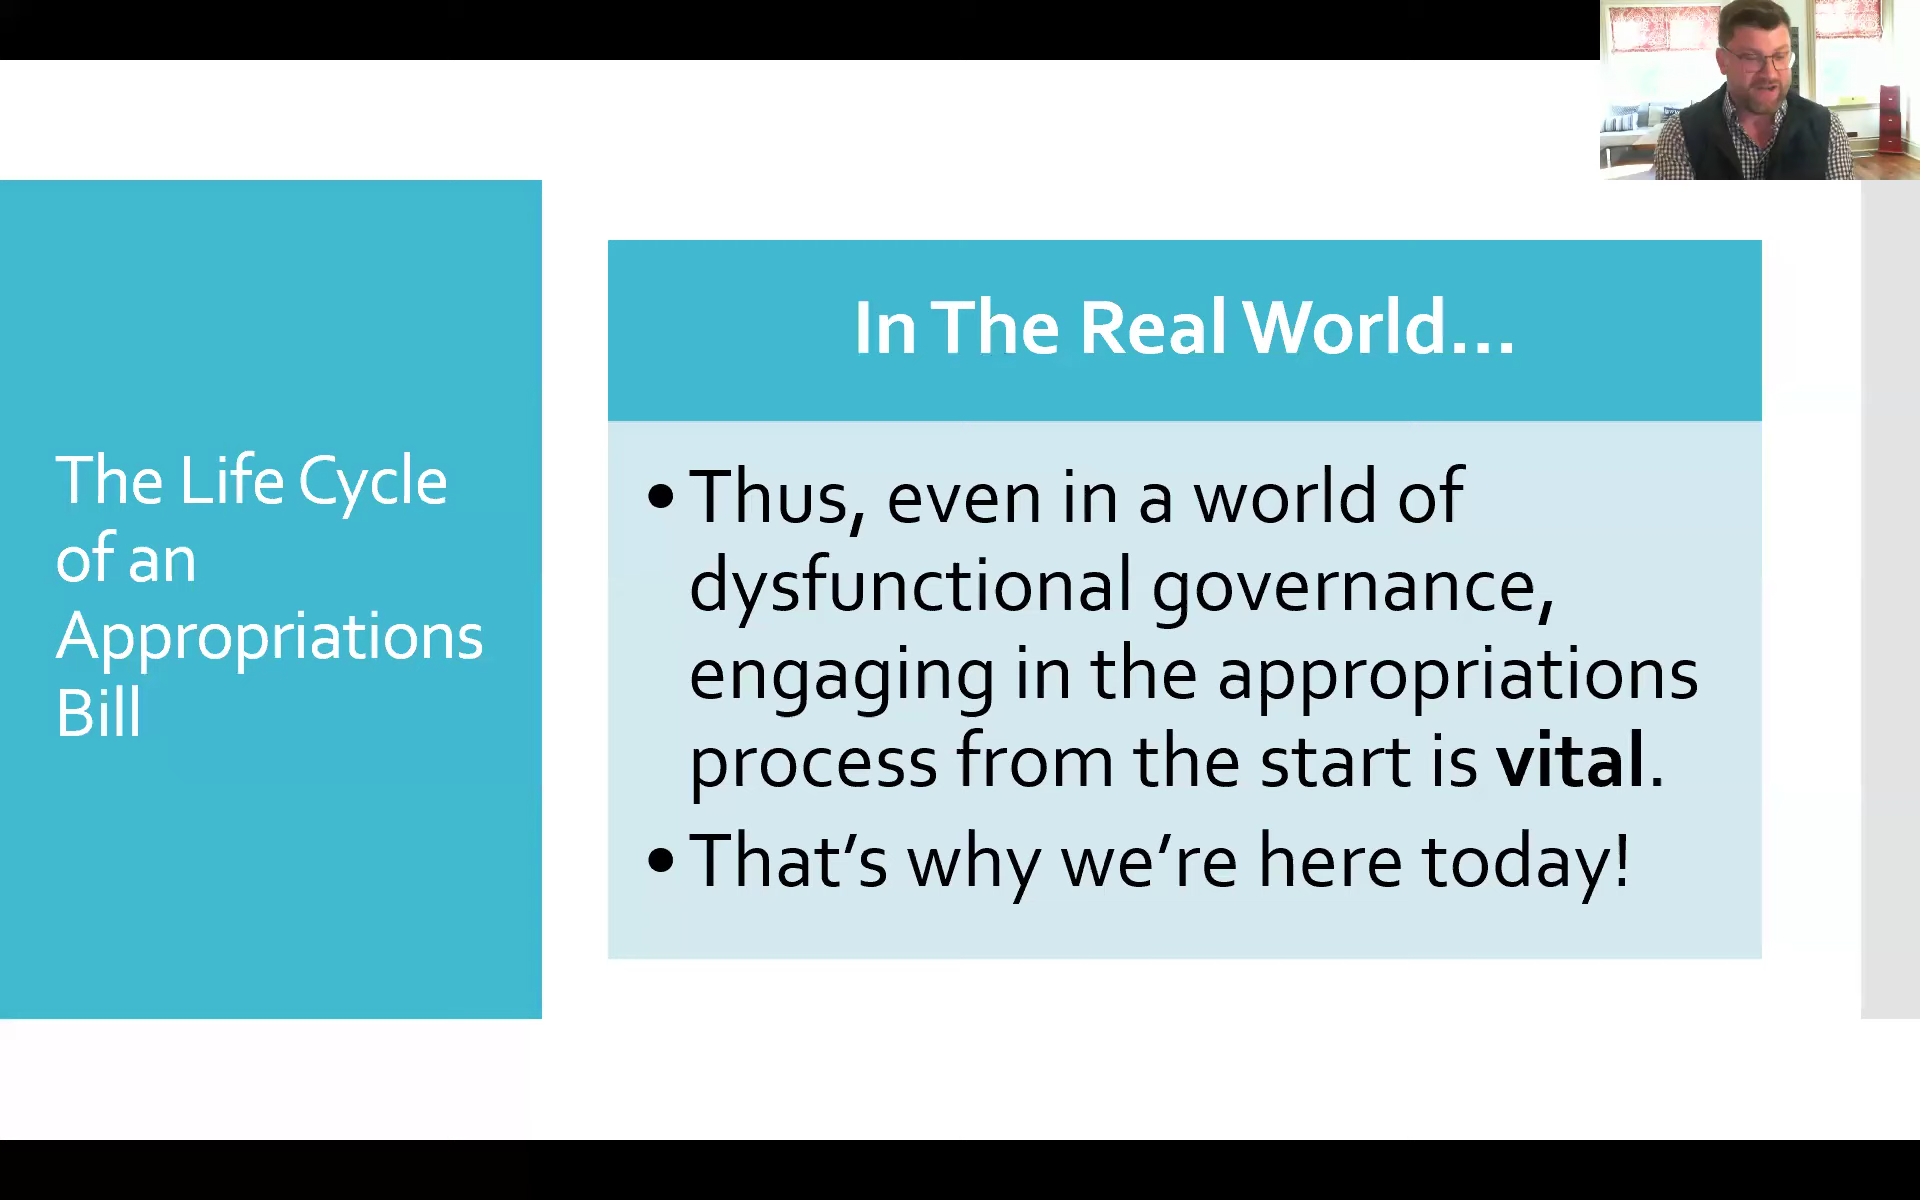 The Life Cycle
of an
Appropriations
Bill
In The Real World...
• Thus, even in a world of
dysfunctional governance,
engaging in the appropriations
process from the start is vital.
• That’s why we’re here today!